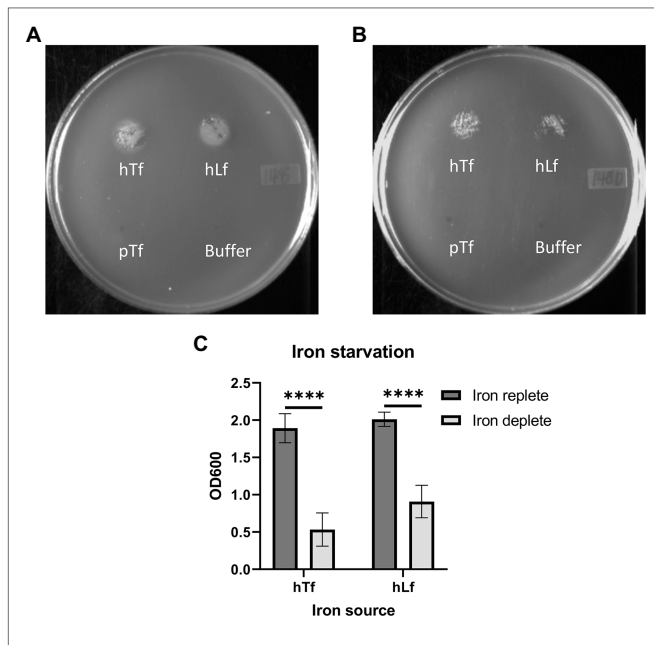 A
hTf hLf
pTf Buffer
B
hTf hLf
pTf Buffer
C
Iron starvation
**** ****
Iron replete
Iron deplete
2.5
2.0
1.5
1.0
0.5
0.0
OD600
hTf hLf
Iron source